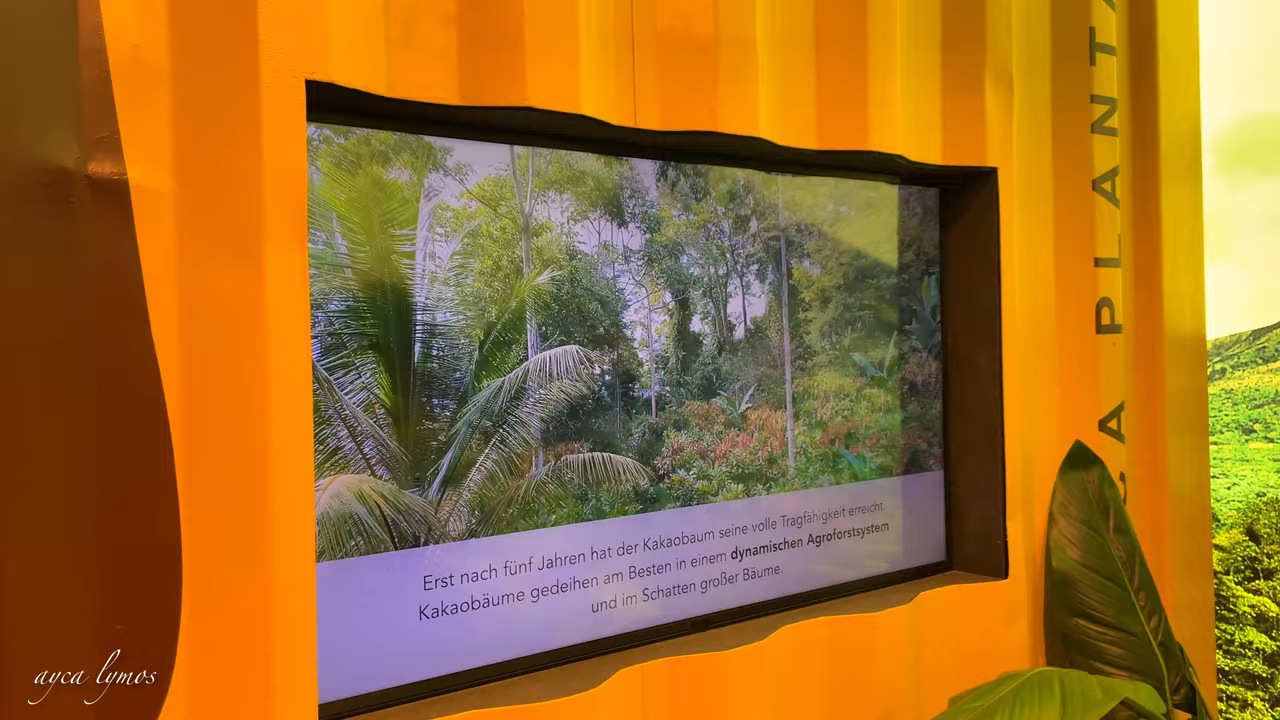 Erst nach fünf Jahren hat der Kakaobaum seine volle Tragfähigkeit erreicht.
Kakaobäume gedeihen am Besten in einem dynamischen Agroforstsystem
und im Schatten großer Bäume.
A PLANTA
ayca lymos